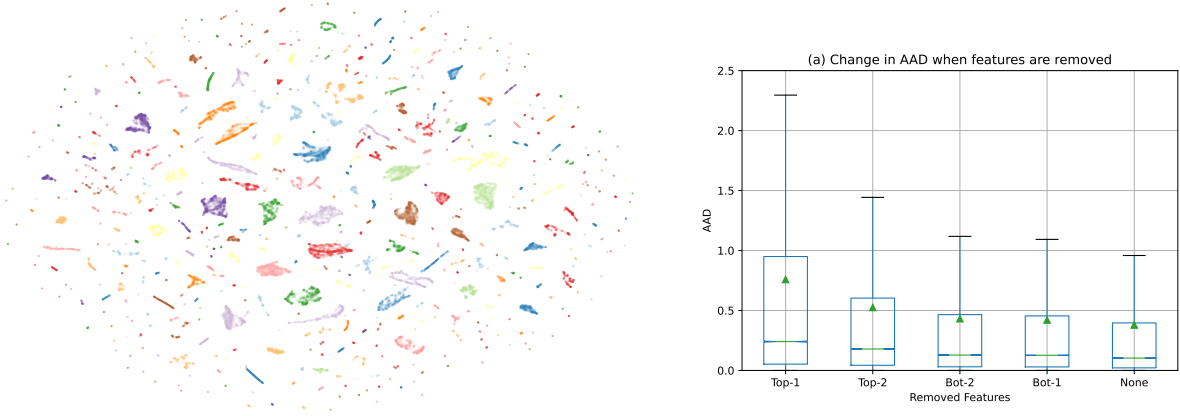 (a) Change in AAD when features are removed
2.5
2.0
1.5
1.0
0.5
0.0
AAD
Top-1 Top-2 Bot-2 Bot-1 None
Removed Features